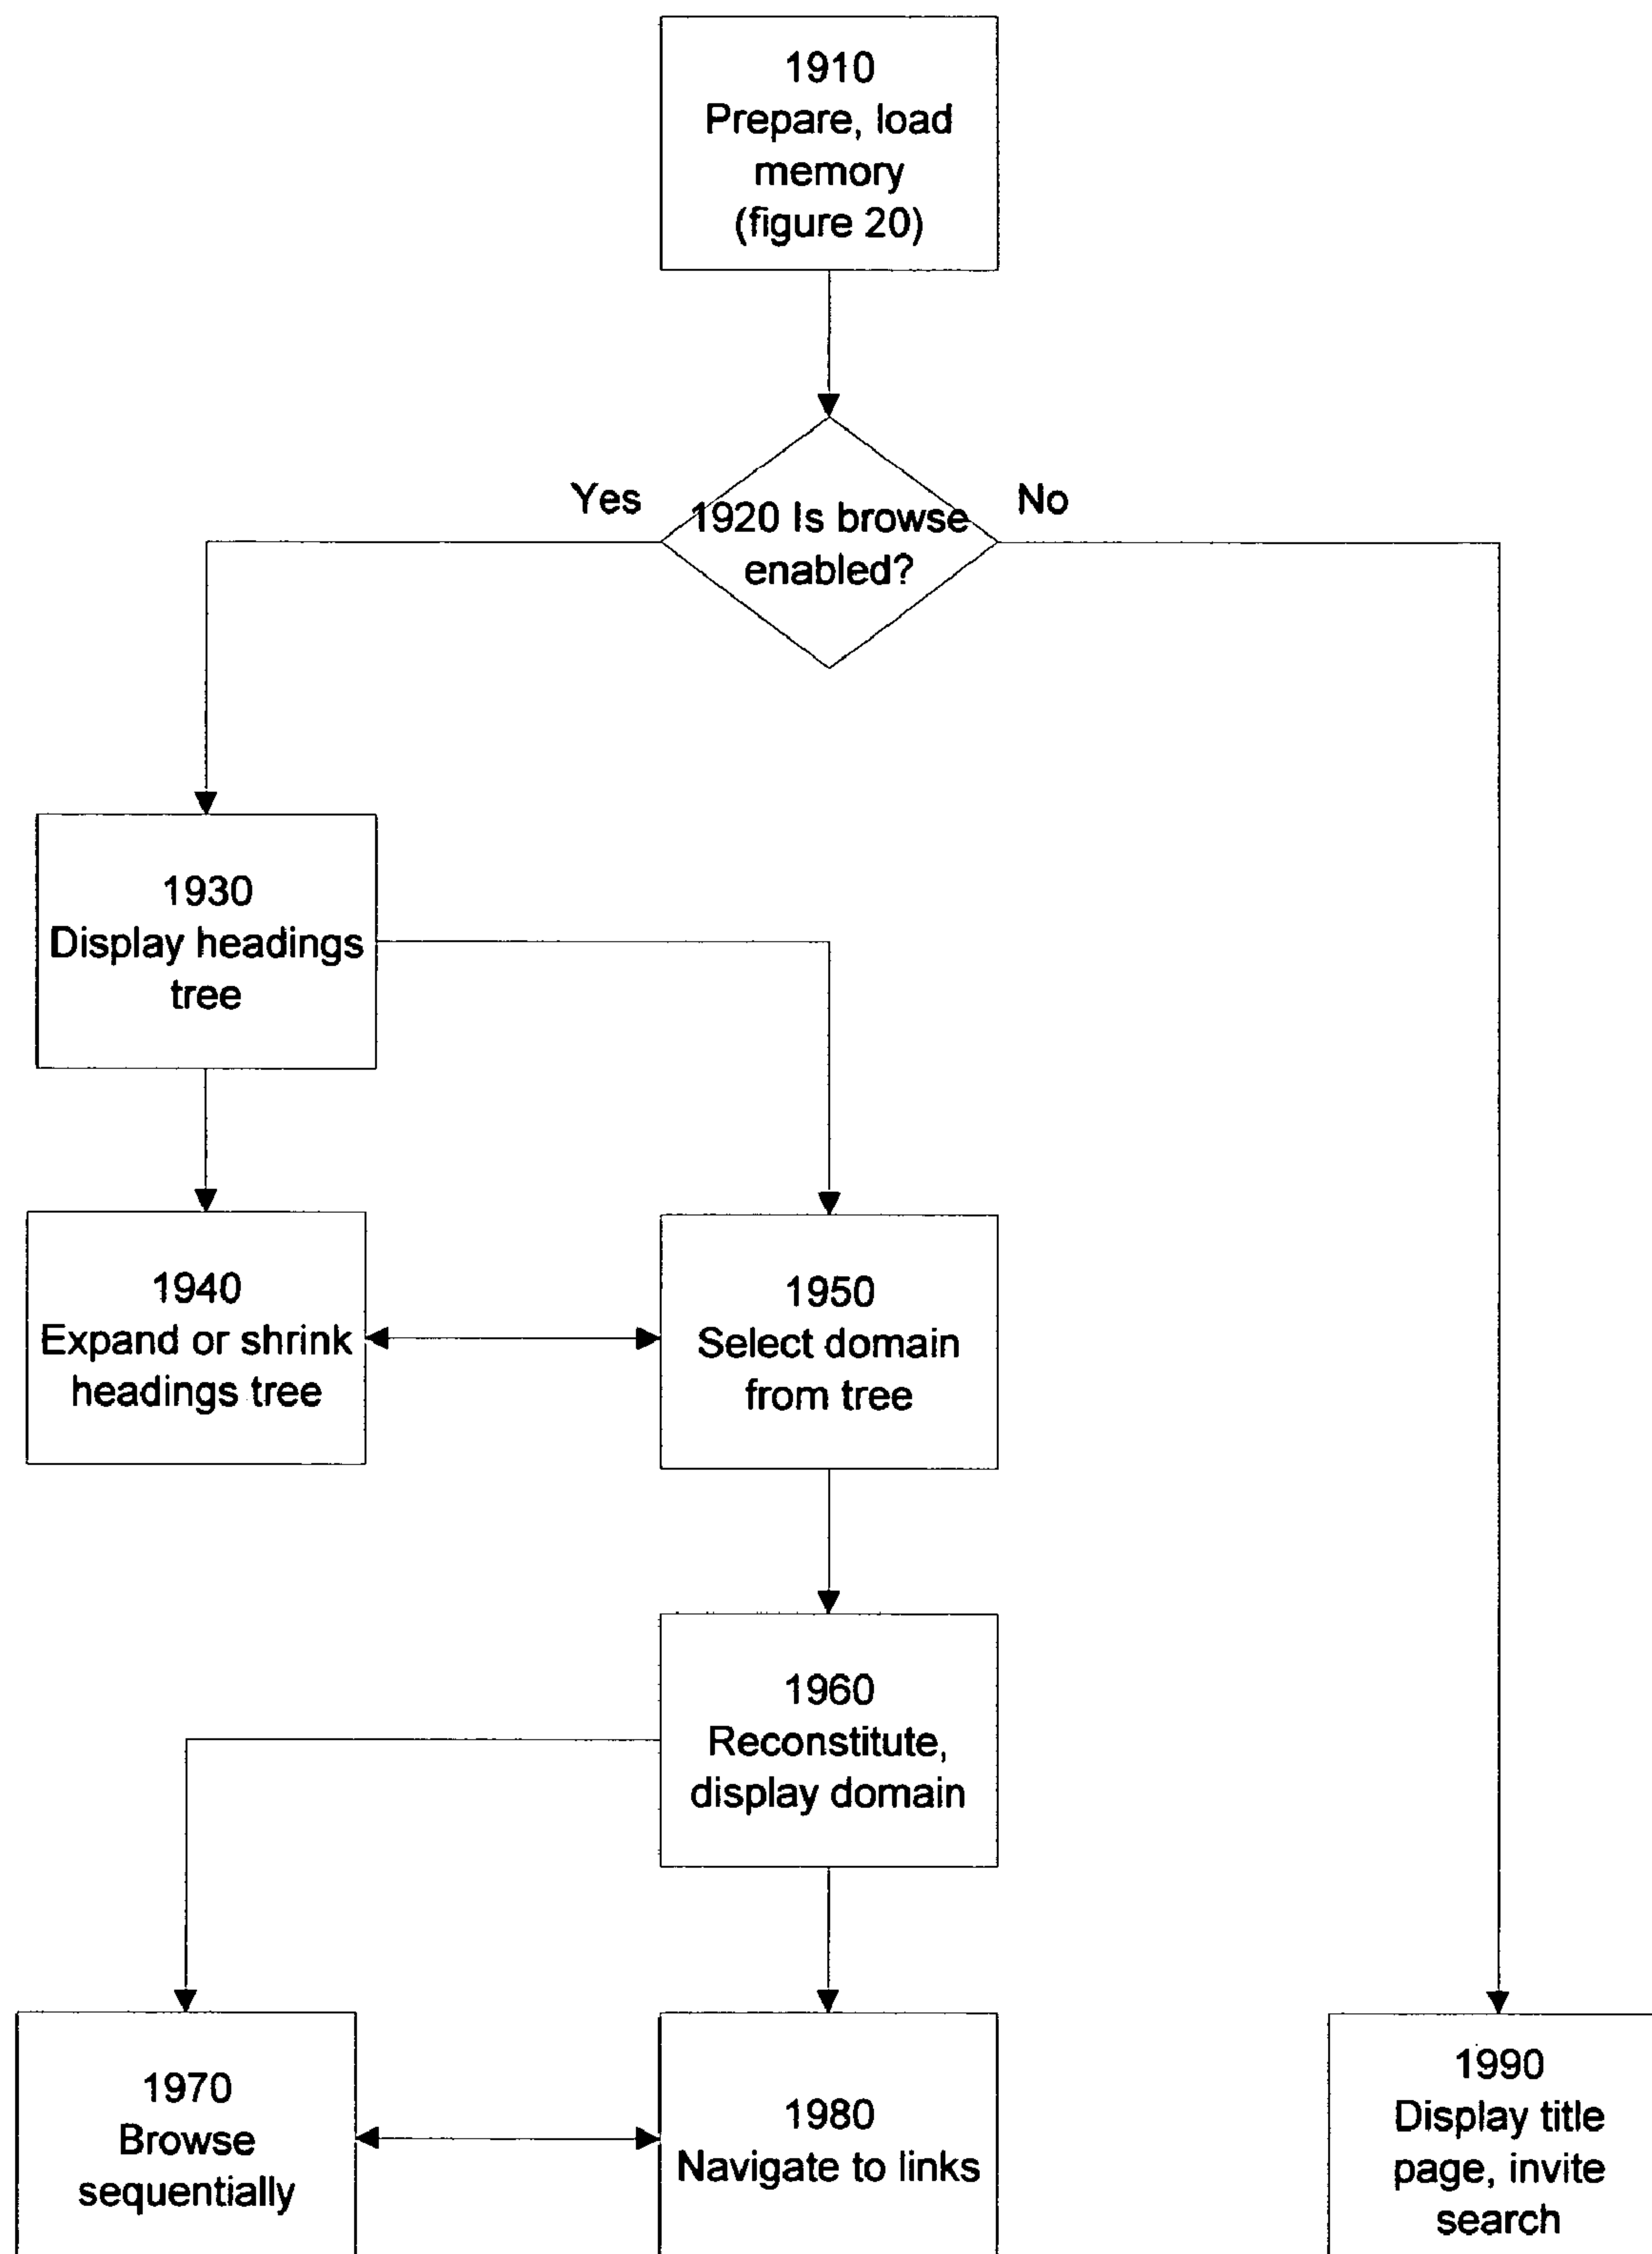 1910
Prepare, load
memory
(figure 20)
Yes
1920 Is browse
enabled?
No
1930
Display headings
tree
1940
Expand or shrink
headings tree
1950
Select domain
from tree
1960
Reconstitute,
display domain
1970
Browse
sequentially
1980
Navigate to links
1990
Display title
page, invite
search